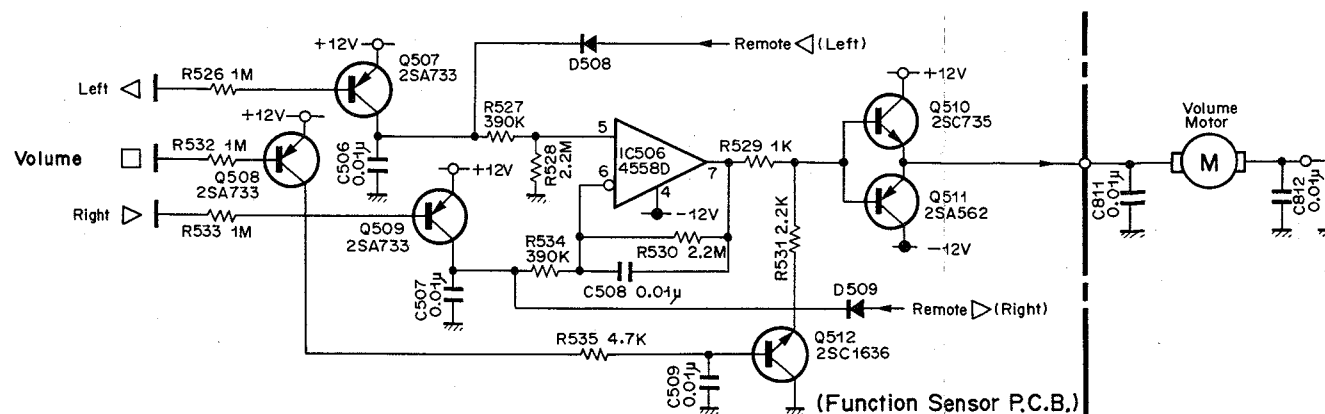 +12V
Q507
2SA733
D508
Remote ◁ (Left)
R526 1M
Left ◁
+12V
R527
390K
+12V
Q510
2SC735
Volume
Motor
R532 1M
Volume □
Q508
2SA733
C506
0.01µ
R528
2.2M
5
6
IC506
4558D
7
4
-12V
R529 1K
+12V
Q511
2SA562
-12V
M
C811
0.01µ
C812
0.01µ
Right ▷
R533 1M
Q509
2SA733
R534
390K
R530 2.2M
R531 2.2K
C507
0.01µ
C508 0.01µ
D509
Remote ▷ (Right)
R535 4.7K
Q512
2SC1636
C509
0.01µ
(Function Sensor P.C.B.)